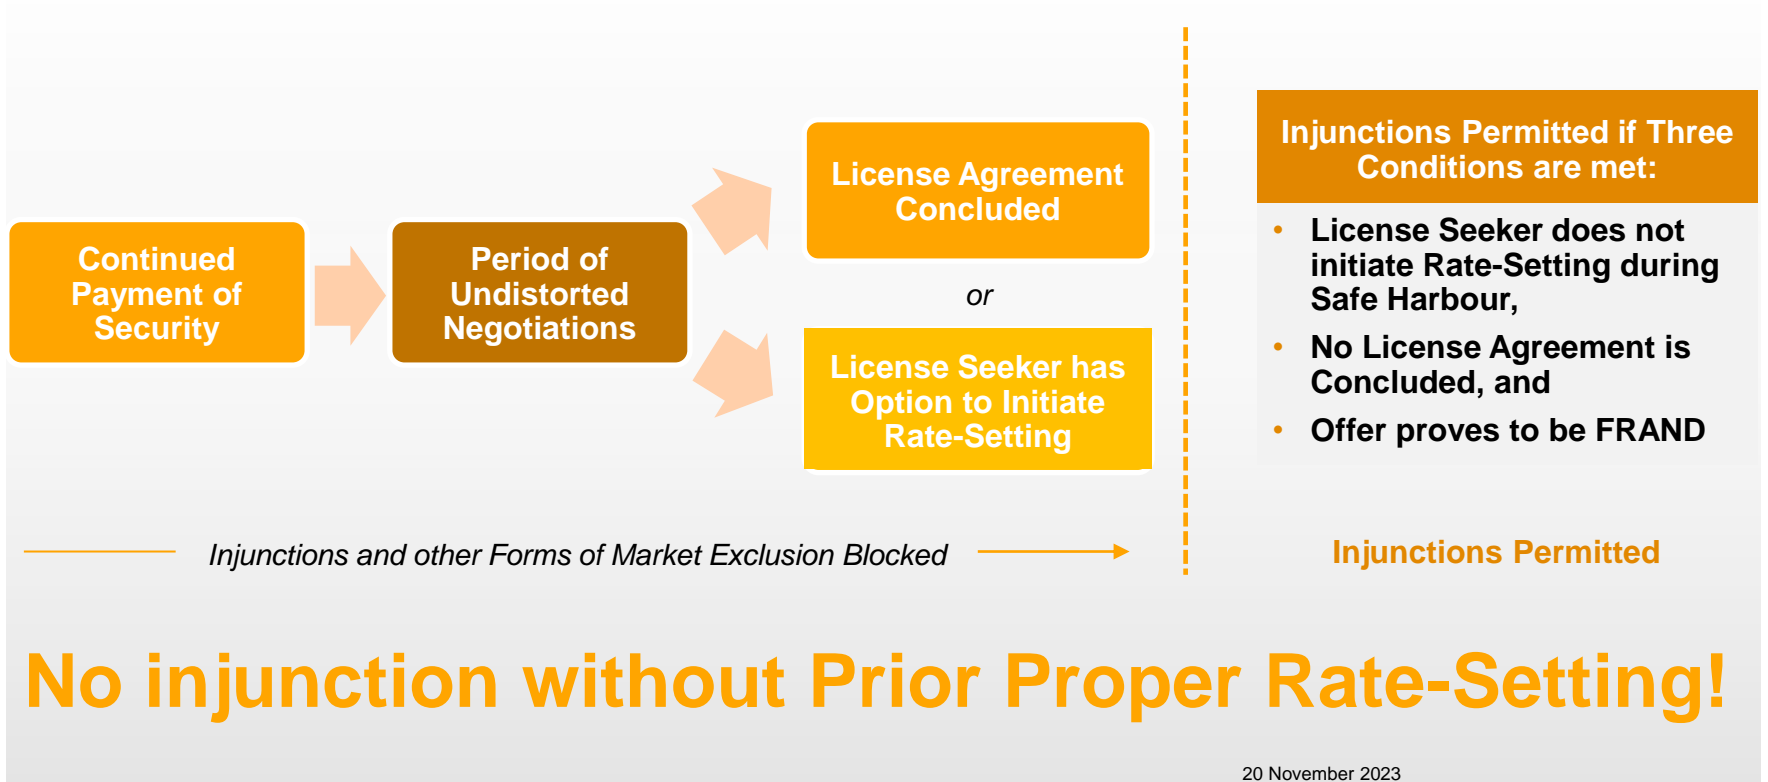 Continued
Payment of
Security
Period of
Undistorted
Negotiations
License Agreement
Concluded
or
License Seeker has
Option to Initiate
Rate-Setting
Injunctions and other Forms of Market Exclusion Blocked
Injunctions Permitted if Three
Conditions are met:
• License Seeker does not
initiate Rate-Setting during
Safe Harbour,
• No License Agreement is
Concluded, and
• Offer proves to be FRAND
Injunctions Permitted
No injunction without Prior Proper Rate-Setting!
20 November 2023